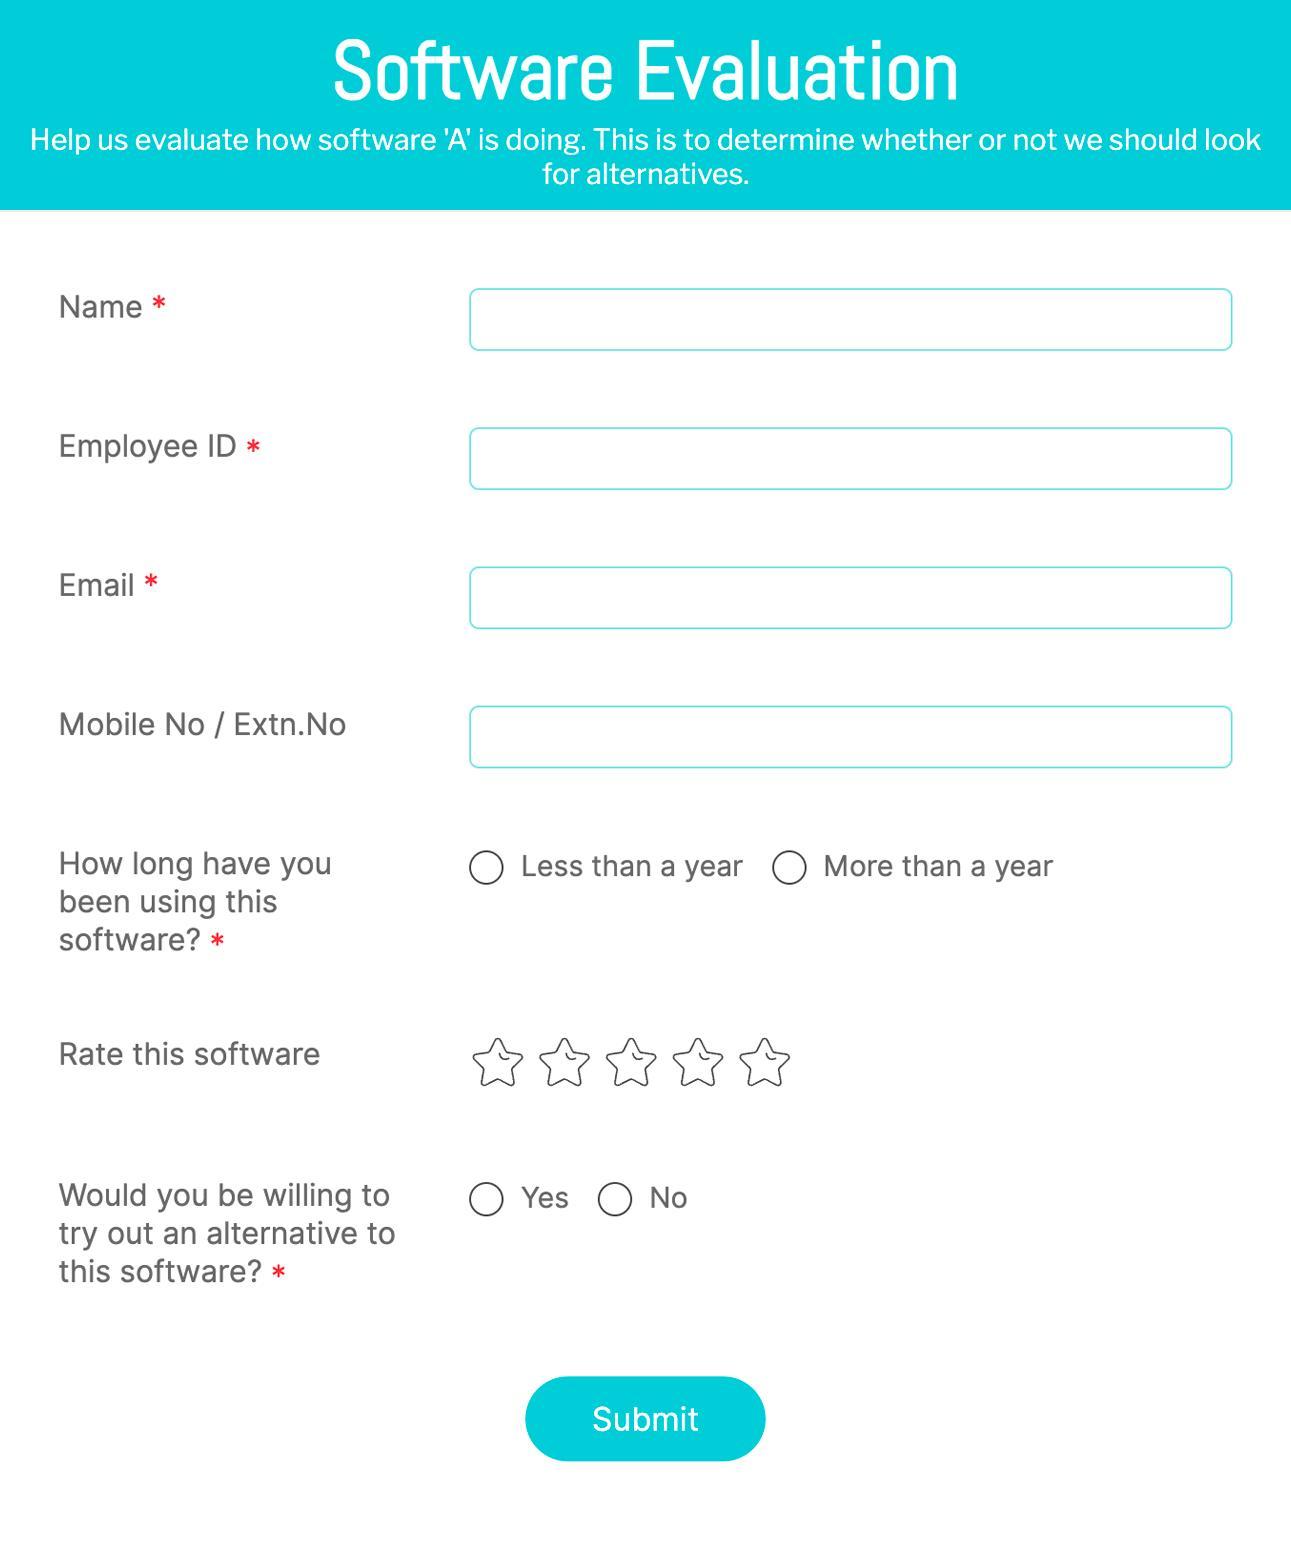 Software Evaluation
Help us evaluate how software 'A' is doing. This is to determine whether or not we should look
for alternatives.
Name *
Employee ID *
Email *
Mobile No / Extn.No
How long have you
been using this
software? *
Less than a year
More than a year
Rate this software
Would you be willing to
try out an alternative to
this software? *
Yes
No
Submit